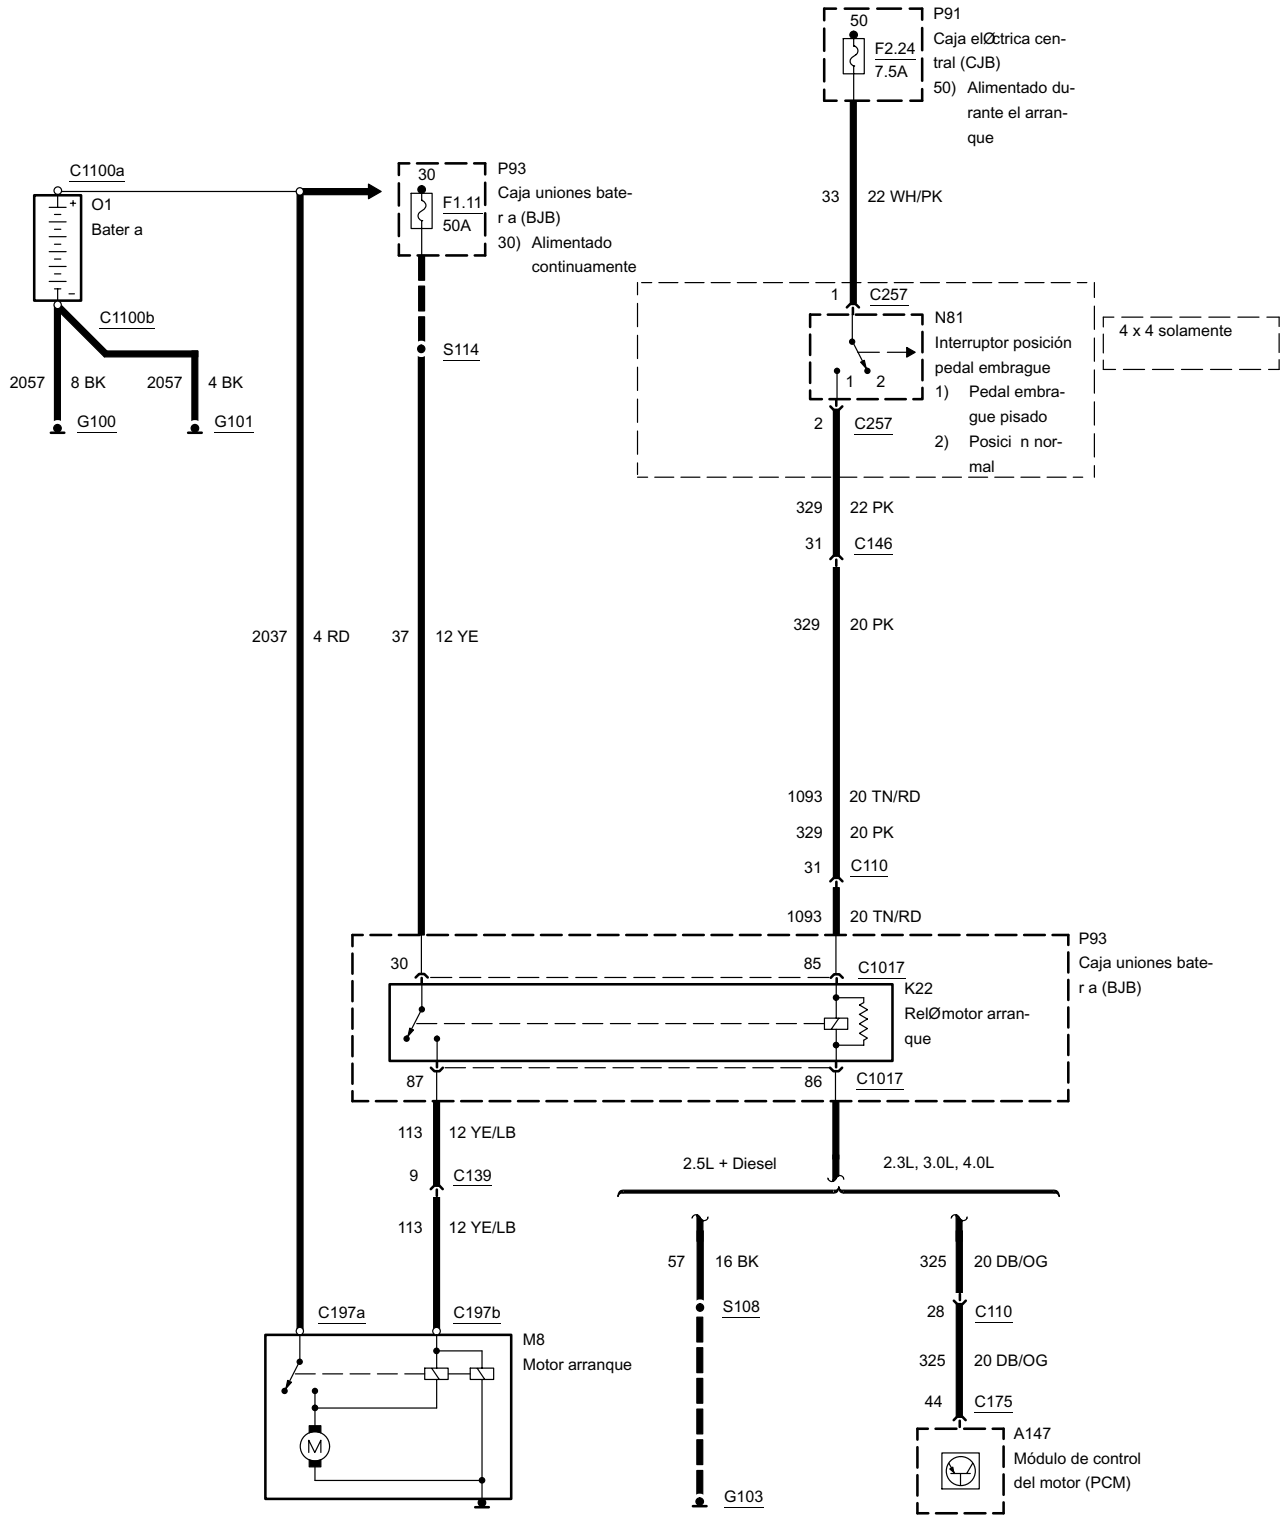 50
P91
Caja elØctrica cen-
F2.24
tral (CJB)
7.5A
50) Alimentado du-
rante el arran-
que
C1100a
30
P93
Caja uniones bate-
r a (BJB)
F1.11
50A
30) Alimentado
continuamente
+
O1
Bater a
–
33 22 WH/PK
C1100b
2057 8 BK
2057 4 BK
G100
G101
S114
1 C257
N81
Interruptor posición
pedal embrague
1) Pedal embra-
gue pisado
2) Posici n nor-
mal
1 2
4 x 4 solamente
2 C257
329 22 PK
31 C146
2037 4 RD
37 12 YE
329 20 PK
1093 20 TN/RD
329 20 PK
31 C110
1093 20 TN/RD
P93
Caja uniones bate-
r a (BJB)
30
85 C1017
K22
RelØmotor arran-
que
87
86 C1017
113 12 YE/LB
9 C139
113 12 YE/LB
2.5L + Diesel
2.3L, 3.0L, 4.0L
57 16 BK
325 20 DB/OG
S108
28 C110
325 20 DB/OG
44 C175
C197a
C197b
M8
Motor arranque
M
G103
A147
Módulo de control
del motor (PCM)